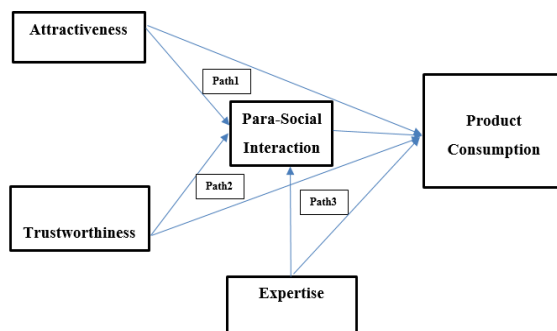 Attractiveness
Path1
Para-Social
Interaction
Product
Consumption
Path2
Path3
Trustworthiness
Expertise